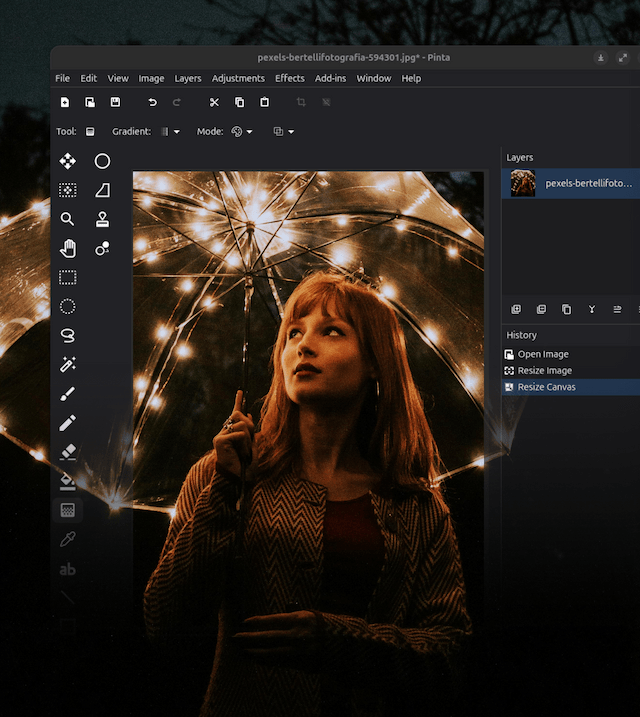 pexels-bertellifotografia-594301.jpg* - Pinta
File Edit View Image Layers Adjustments Effects Add-ins Window Help
Tool: Gradient: Mode:
Layers
pexels-bertellifoto...
History
Open Image
Resize Image
Resize Canvas
ab